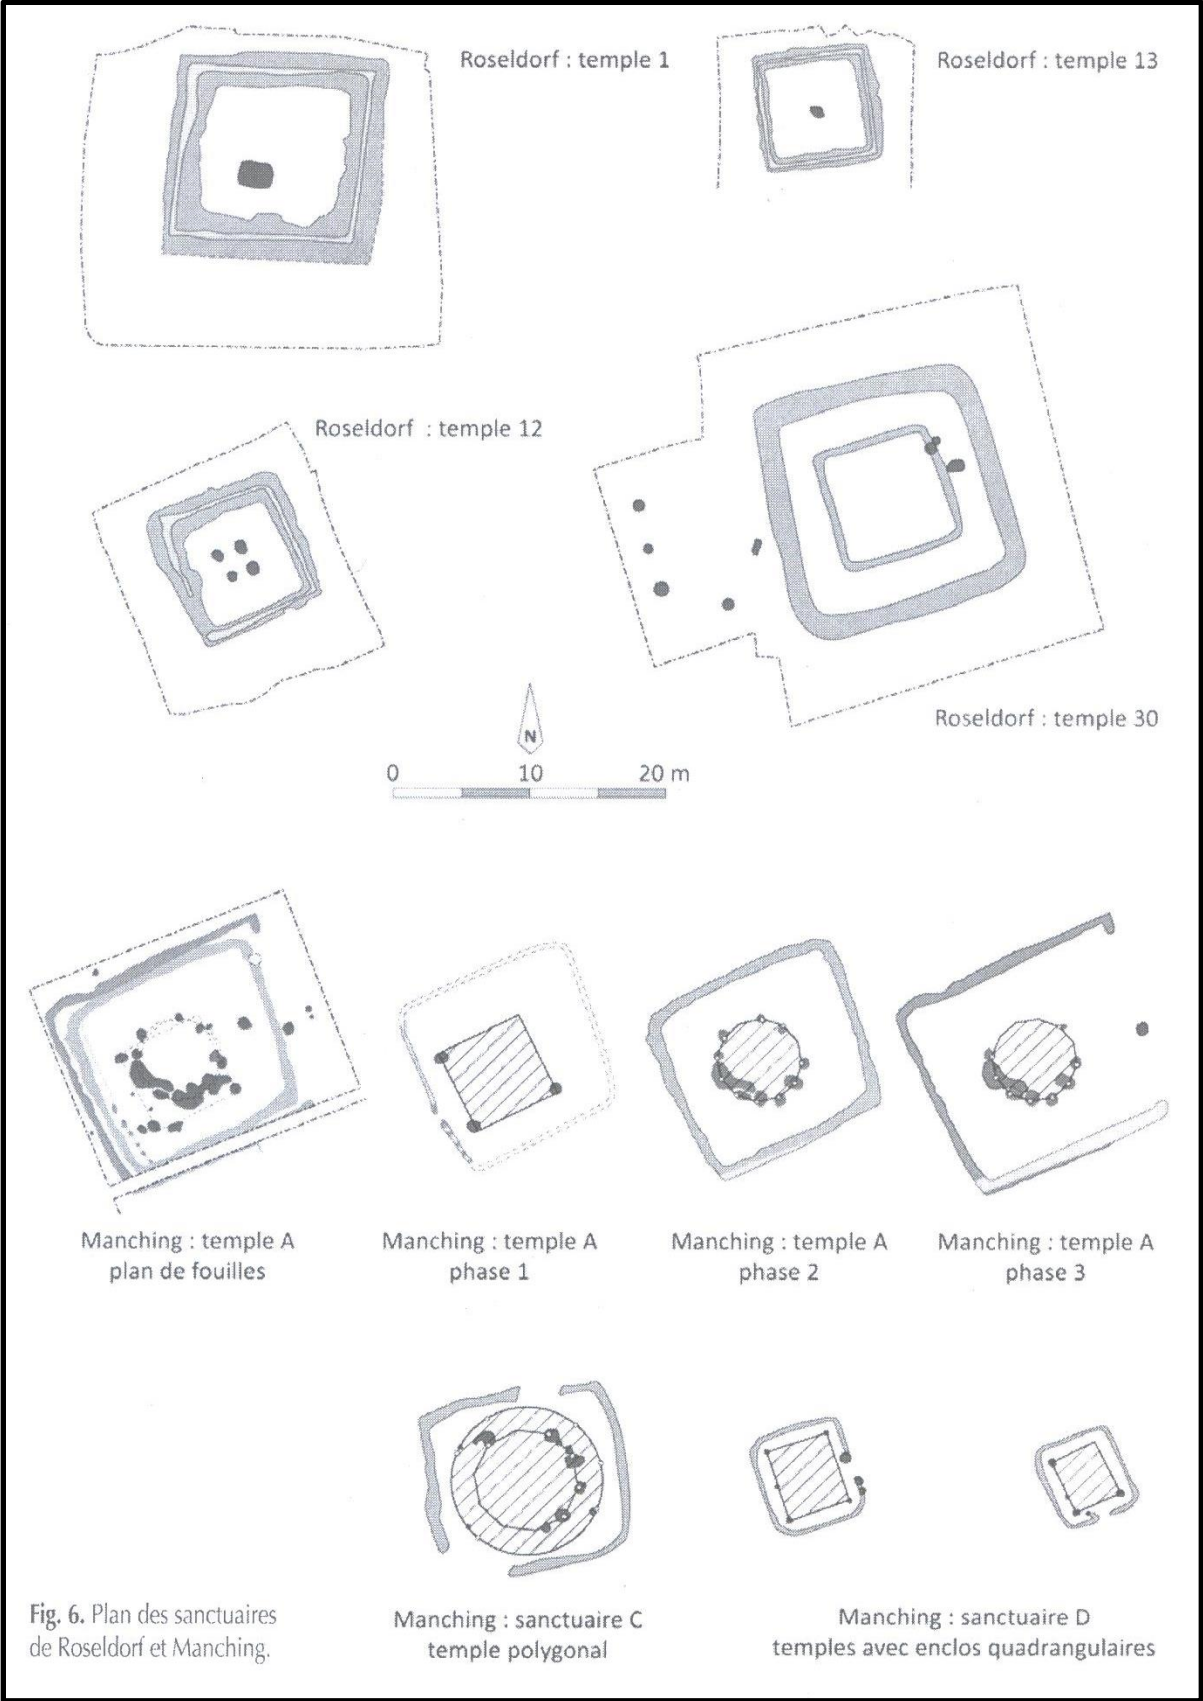 Roseldorf : temple 1
Roseldorf : temple 13
Roseldorf : temple 12
Roseldorf : temple 30
N
0 10 20 m
Manching : temple A
plan de fouilles
Manching : temple A
phase 1
Manching : temple A
phase 2
Manching : temple A
phase 3
Fig. 6. Plan des sanctuaires
de Roseldorf et Manching.
Manching : sanctuaire C
temple polygonal
Manching : sanctuaire D
temples avec enclos quadrangulaires